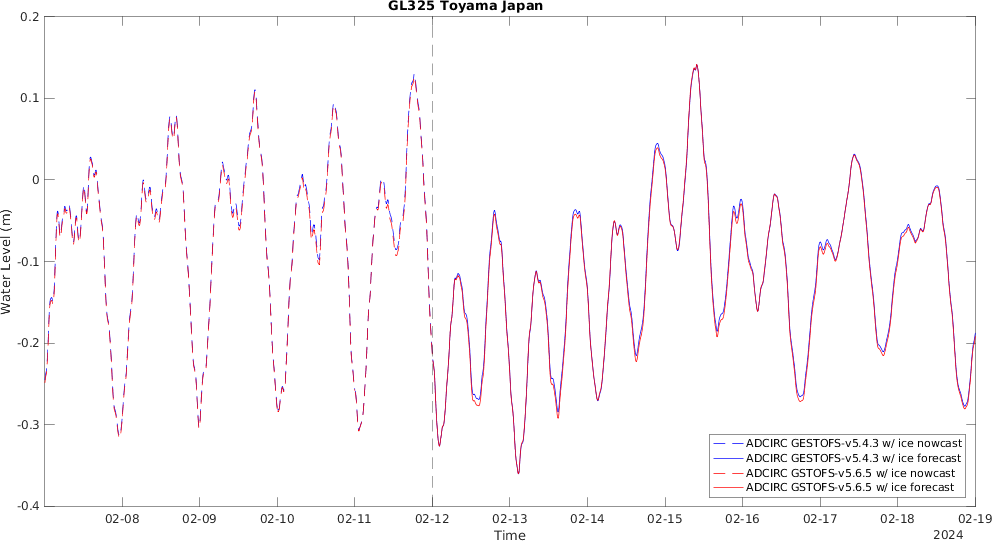 GL325 Toyama Japan
0.2
0.1
0
-0.1
-0.2
-0.3
-0.4
Water Level (m)
ADCIRC GESTOFS-v5.4.3 w/ ice nowcast
ADCIRC GESTOFS-v5.4.3 w/ ice forecast
ADCIRC GSTOFS-v5.6.5 w/ ice nowcast
ADCIRC GSTOFS-v5.6.5 w/ ice forecast
02-08 02-09 02-10 02-11 02-12 02-13 02-14 02-15 02-16 02-17 02-18 02-19
Time
2024